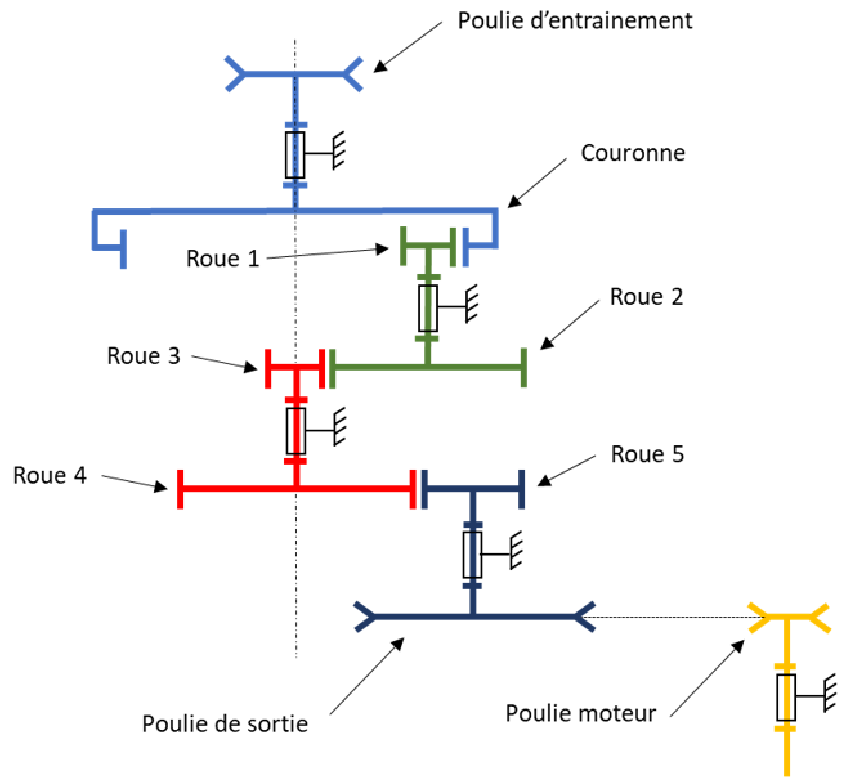 Poulie d’entrainement
Couronne
Roue 1
Roue 2
Roue 3
Roue 4
Roue 5
Poulie de sortie
Poulie moteur